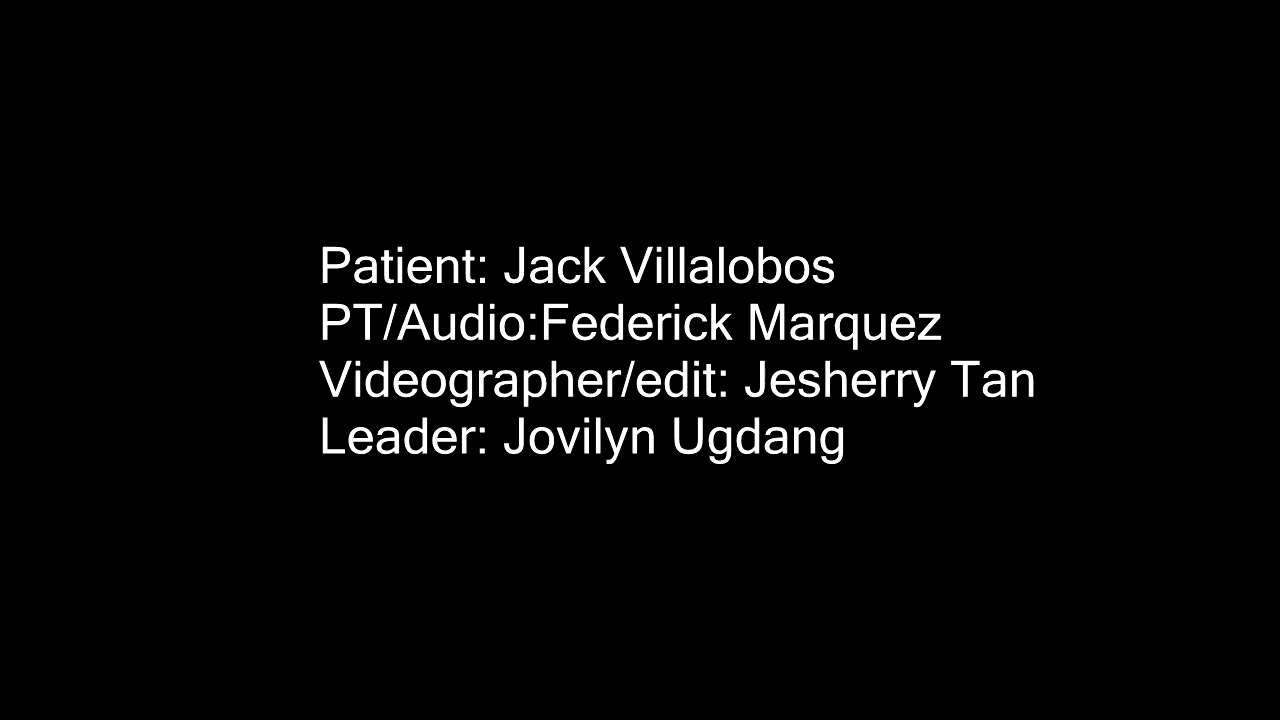 Patient: Jack Villalobos
PT/Audio:Federick Marquez
Videographer/edit: Jesherry Tan
Leader: Jovilyn Ugdang